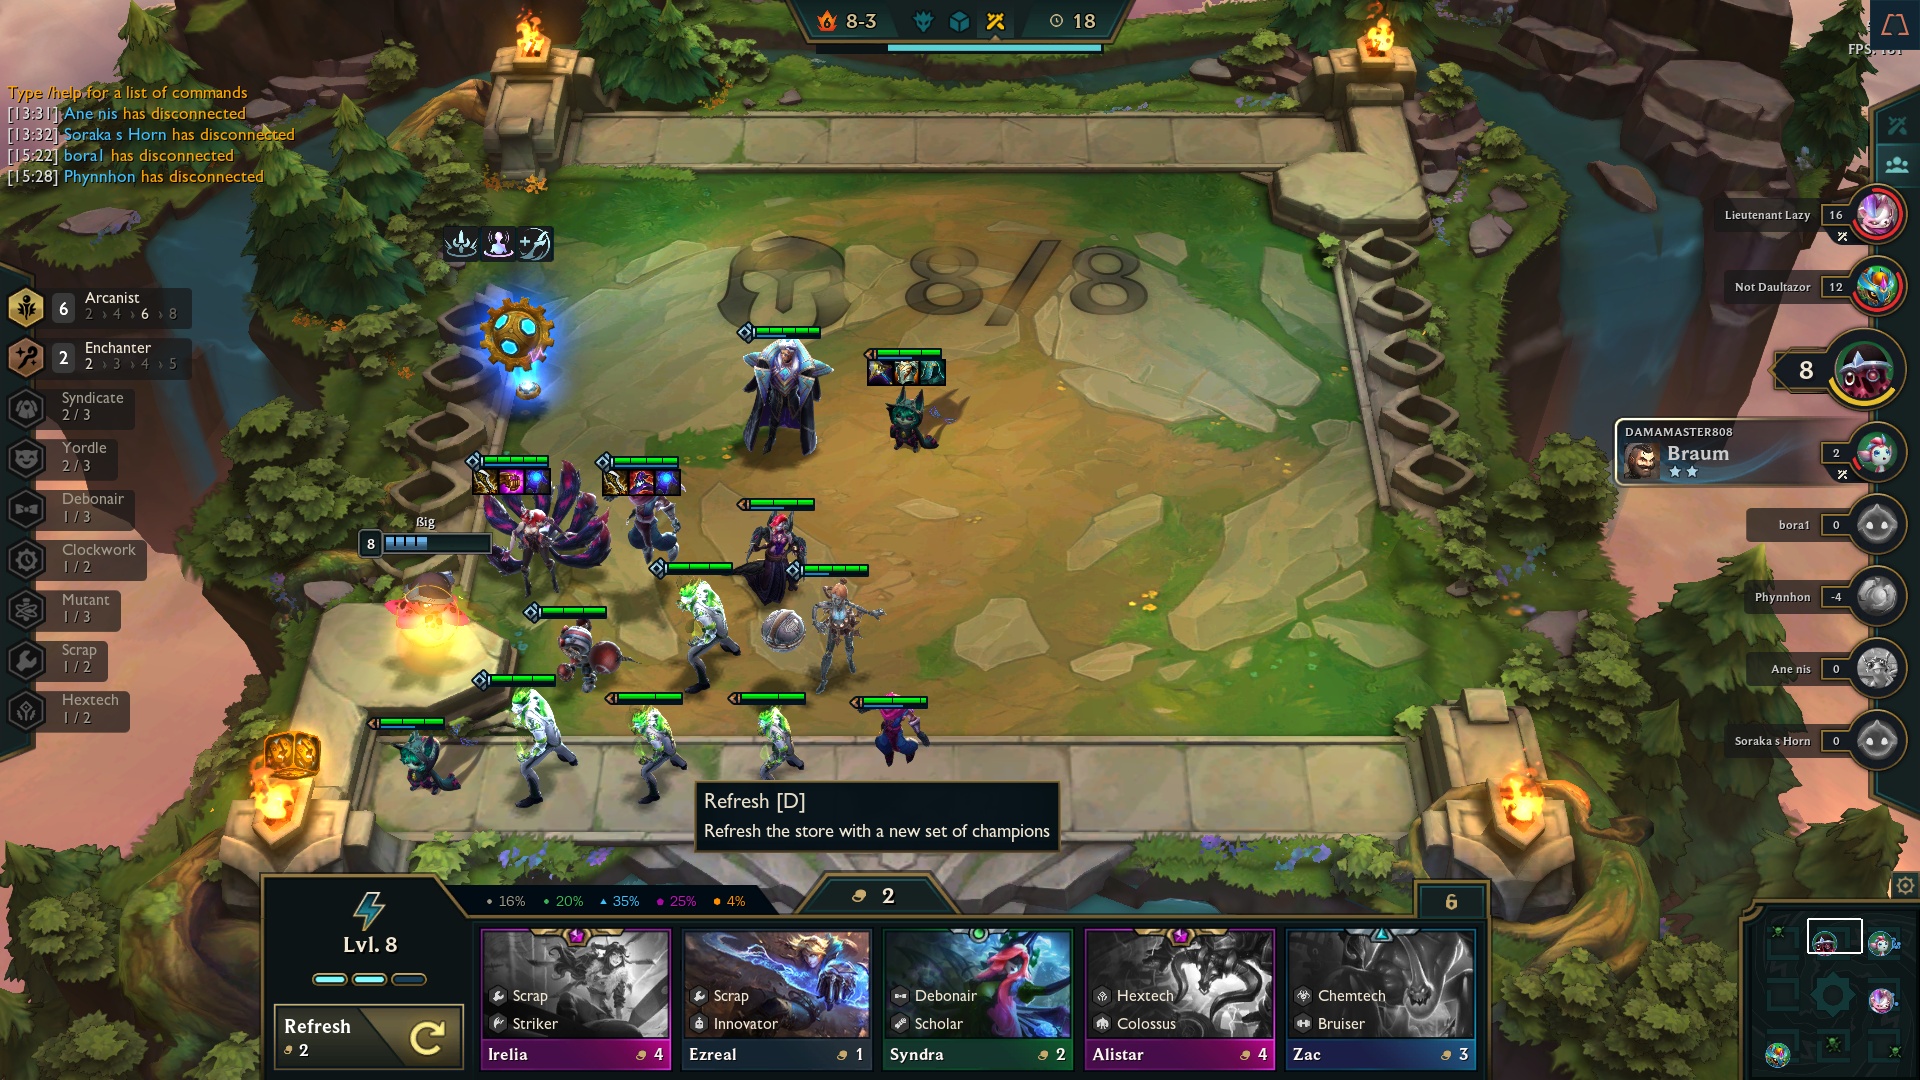 8-3
18
FPS: 161
Type /help for a list of commands
[13:31] Ane nis has disconnected
[13:32] Soraka s Horn has disconnected
[15:22] bora1 has disconnected
[15:28] Phynnhon has disconnected
8/8
6 Arcanist
2 › 4 › 6 › 8
2 Enchanter
2 › 3 › 4 › 5
Syndicate
2 / 3
Yordle
2 / 3
Debonair
1 / 3
Clockwork
1 / 2
Mutant
1 / 3
Scrap
1 / 2
Hextech
1 / 2
ßig
8
Lieutenant Lazy 16
Not Daultazor 12
8
DAMAMASTER808
Braum
2
bora1 0
Phynnhon -4
Ane nis 0
Soraka s Horn 0
Refresh [D]
Refresh the store with a new set of champions
16% 20% 35% 25% 4%
2
6
Lvl. 8
Refresh
2
Scrap
Striker
Irelia 4
Scrap
Innovator
Ezreal 1
Debonair
Scholar
Syndra 2
Hextech
Colossus
Alistar 4
Chemtech
Bruiser
Zac 3